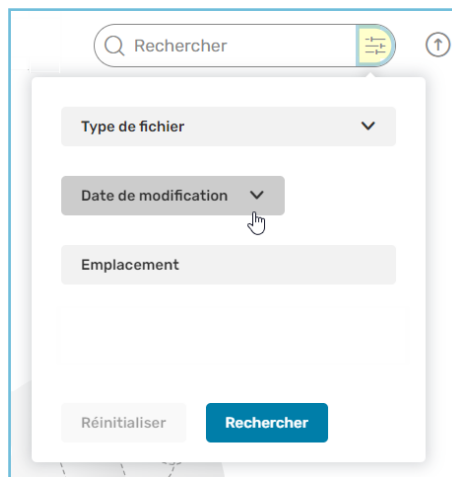 Rechercher
Type de fichier
Date de modification
Emplacement
Réinitialiser
Rechercher